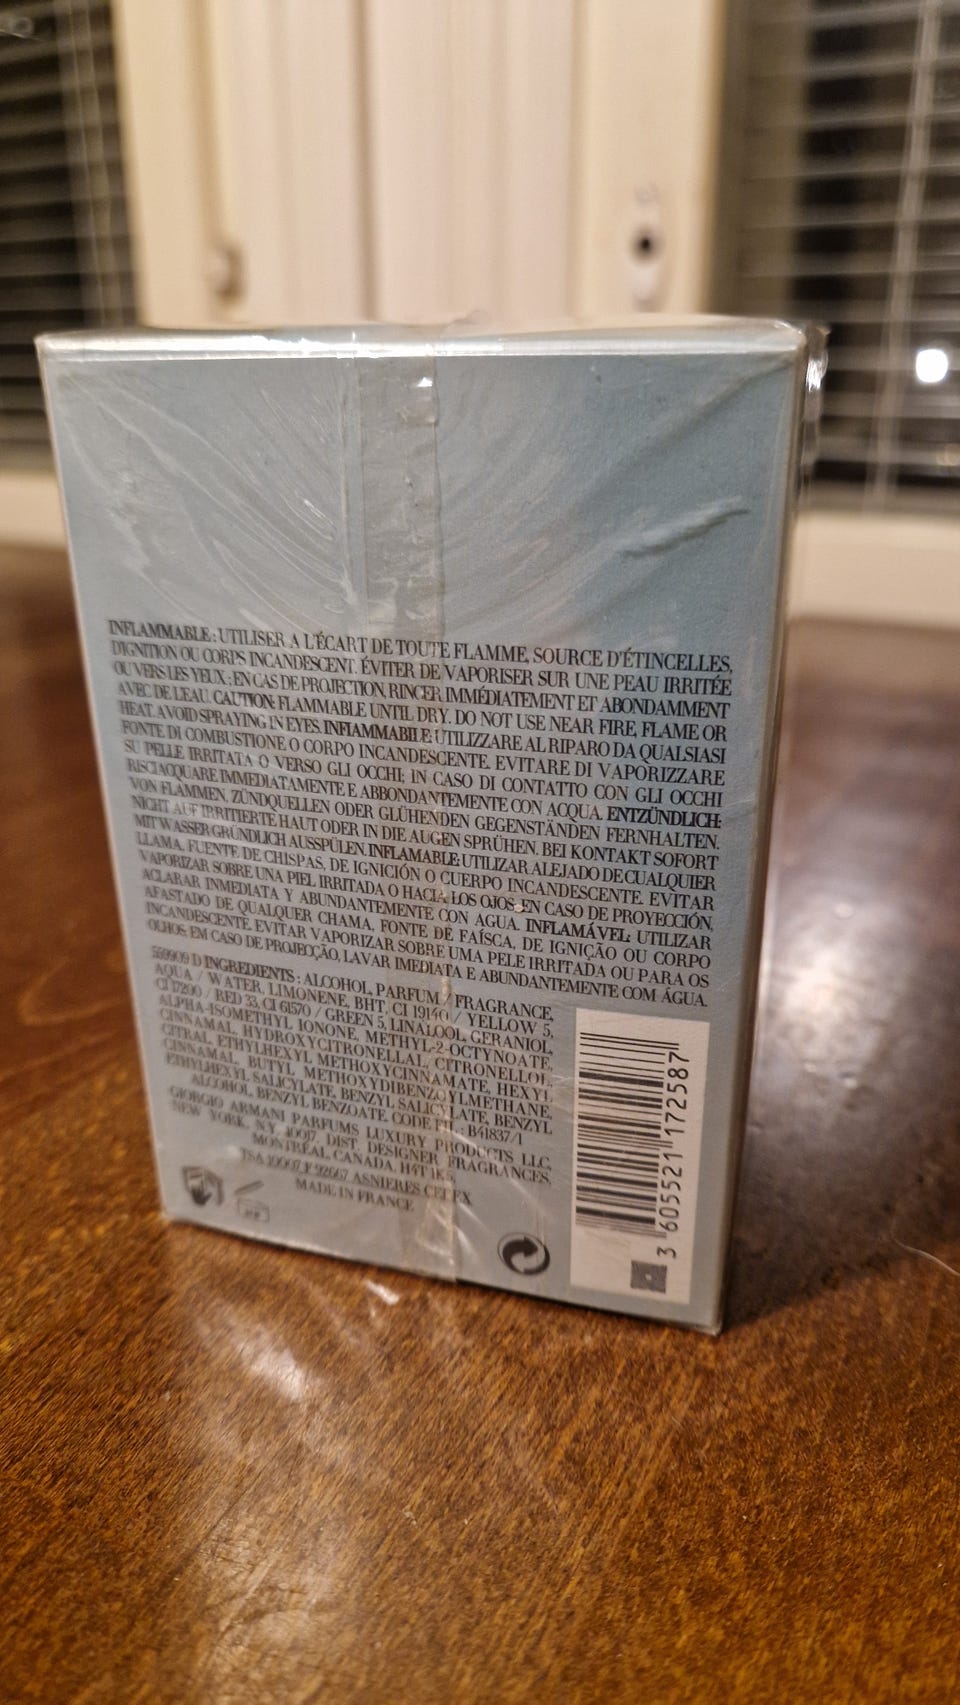 INFLAMMABLE : UTILISER A L'ÉCART DE TOUTE FLAMME, SOURCE D'ÉTINCELLES,
D'IGNITION OU CORPS INCANDESCENT. ÉVITER DE VAPORISER SUR UNE PEAU IRRITÉE
OU VERS LES YEUX ; EN CAS DE PROJECTION, RINCER IMMÉDIATEMENT ET ABONDAMMENT
AVEC DE L'EAU. CAUTION: FLAMMABLE UNTIL DRY. DO NOT USE NEAR FIRE, FLAME OR
HEAT. AVOID SPRAYING IN EYES. INFIAMMABILE: UTILIZZARE AL RIPARO DA QUALSIASI
FONTE DI COMBUSTIONE O CORPO INCANDESCENTE. EVITARE DI VAPORIZZARE
SU PELLE IRRITATA O VERSO GLI OCCHI; IN CASO DI CONTATTO CON GLI OCCHI
RISCIACQUARE IMMEDIATAMENTE E ABBONDANTEMENTE CON ACQUA. ENTZÜNDLICH:
VON FLAMMEN, ZÜNDQUELLEN ODER GLÜHENDEN GEGENSTÄNDEN FERNHALTEN.
NICHT AUF IRRITIERTE HAUT ODER IN DIE AUGEN SPRÜHEN. BEI KONTAKT SOFORT
MIT WASSER GRÜNDLICH AUSSPÜLEN. INFLAMABLE: UTILIZAR ALEJADO DE CUALQUIER
LLAMA, FUENTE DE CHISPAS, DE IGNICIÓN O CUERPO INCANDESCENTE. EVITAR
VAPORIZAR SOBRE UNA PIEL IRRITADA O HACIA LOS OJOS. EN CASO DE PROYECCIÓN,
ACLARAR INMEDIATA Y ABUNDANTEMENTE CON AGUA. INFLAMÁVEL: UTILIZAR
AFASTADO DE QUALQUER CHAMA, FONTE DE FAÍSCA, DE IGNIÇÃO OU CORPO
INCANDESCENTE. EVITAR VAPORIZAR SOBRE UMA PELE IRRITADA OU PARA OS
OLHOS; EM CASO DE PROJECÇÃO, LAVAR IMEDIATA E ABUNDANTEMENTE COM ÁGUA.
559909 D INGREDIENTS : ALCOHOL, PARFUM / FRAGRANCE,
AQUA / WATER, LIMONENE, BHT, CI 19140 / YELLOW 5,
CI 17200 / RED 33, CI 61570 / GREEN 5, LINALOOL, GERANIOL,
ALPHA-ISOMETHYL IONONE, METHYL-2-OCTYNOATE,
CINNAMAL, HYDROXYCITRONELLAL, CITRONELLOL,
CITRAL, ETHYLHEXYL METHOXYCINNAMATE, HEXYL
CINNAMAL, BUTYL METHOXYDIBENZOYLMETHANE,
ETHYLHEXYL SALICYLATE, BENZYL SALICYLATE, BENZYL
ALCOHOL, BENZYL BENZOATE. CODE FIL : B41837/1
GIORGIO ARMANI PARFUMS LUXURY PRODUCTS LLC,
NEW YORK, NY, 10017, DIST. DESIGNER FRAGRANCES,
MONTRÉAL, CANADA, H4T 1K5.
TSA 10007 F 92667 ASNIERES CEDEX
MADE IN FRANCE
3 605521 172587